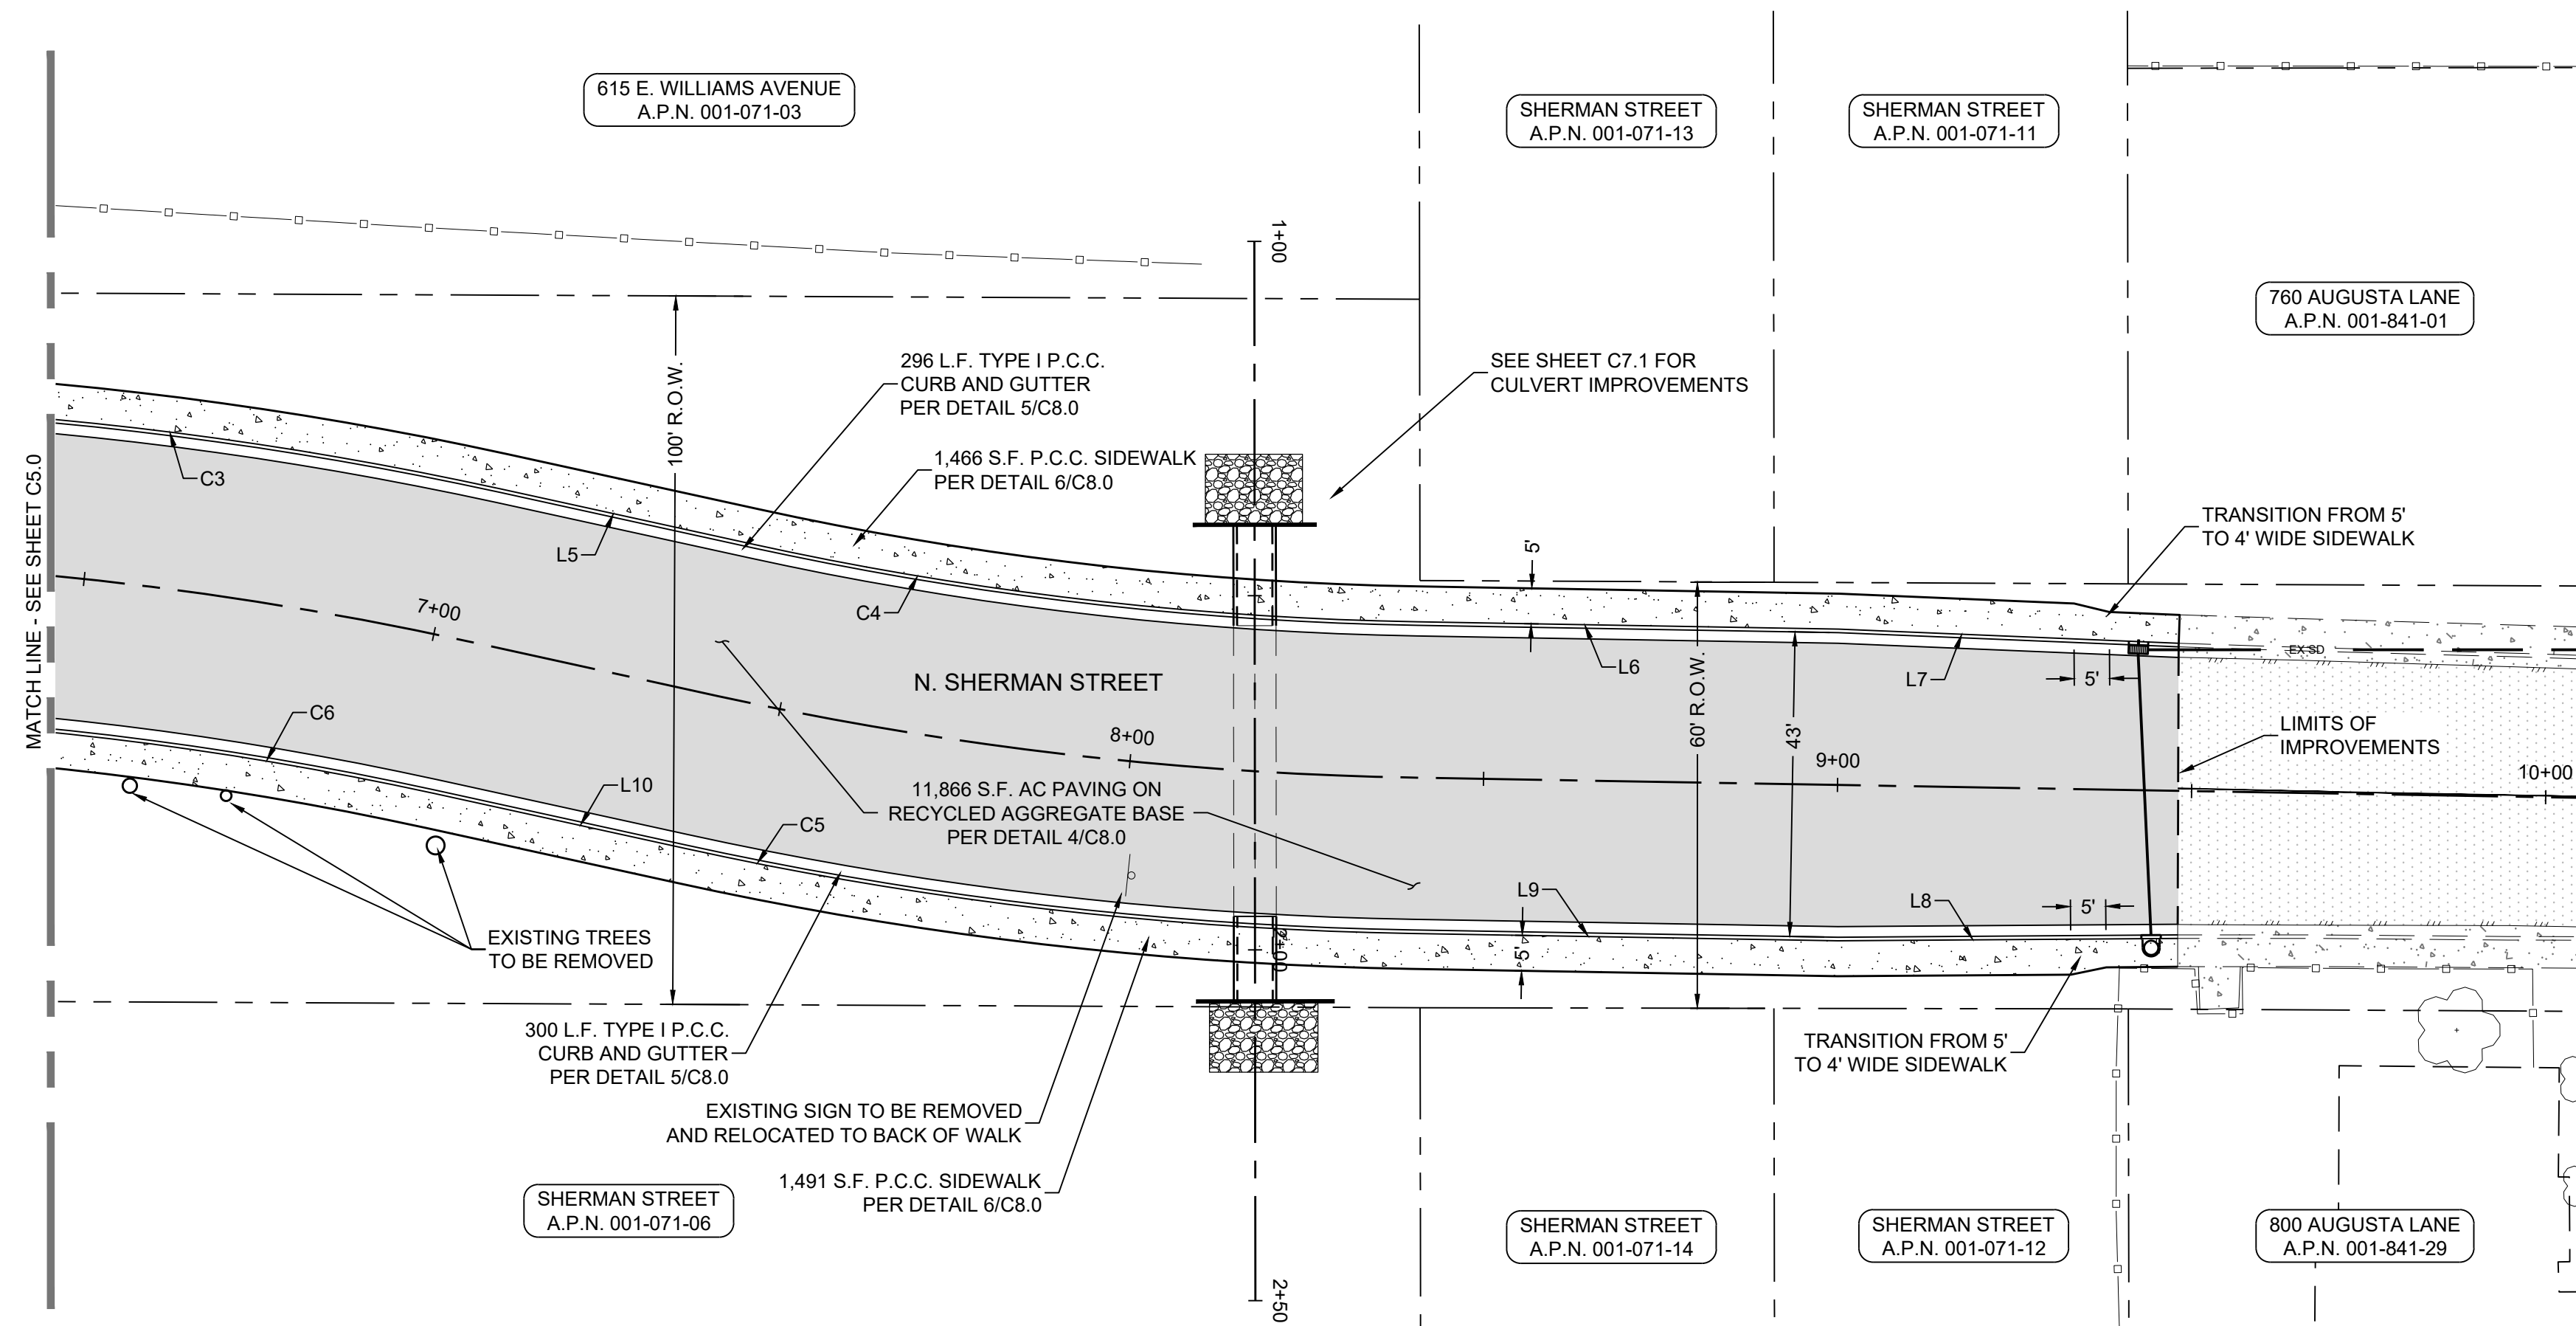 615 E. WILLIAMS AVENUE
A.P.N. 001-071-03
SHERMAN STREET
A.P.N. 001-071-13
SHERMAN STREET
A.P.N. 001-071-11
760 AUGUSTA LANE
A.P.N. 001-841-01
1+00
100' R.O.W.
296 L.F. TYPE I P.C.C.
CURB AND GUTTER
PER DETAIL 5/C8.0
SEE SHEET C7.1 FOR
CULVERT IMPROVEMENTS
1,466 S.F. P.C.C. SIDEWALK
PER DETAIL 6/C8.0
TRANSITION FROM 5'
TO 4' WIDE SIDEWALK
MATCH LINE - SEE SHEET C5.0
C3
L5
C4
5'
L6
L7
5'
EX SD
7+00
N. SHERMAN STREET
60' R.O.W.
43'
C6
8+00
9+00
10+00
LIMITS OF
IMPROVEMENTS
L10
C5
11,866 S.F. AC PAVING ON
RECYCLED AGGREGATE BASE
PER DETAIL 4/C8.0
L9
L8
5'
5'
2+00
EXISTING TREES
TO BE REMOVED
300 L.F. TYPE I P.C.C.
CURB AND GUTTER
PER DETAIL 5/C8.0
TRANSITION FROM 5'
TO 4' WIDE SIDEWALK
EXISTING SIGN TO BE REMOVED
AND RELOCATED TO BACK OF WALK
1,491 S.F. P.C.C. SIDEWALK
PER DETAIL 6/C8.0
SHERMAN STREET
A.P.N. 001-071-06
SHERMAN STREET
A.P.N. 001-071-14
SHERMAN STREET
A.P.N. 001-071-12
800 AUGUSTA LANE
A.P.N. 001-841-29
2+50